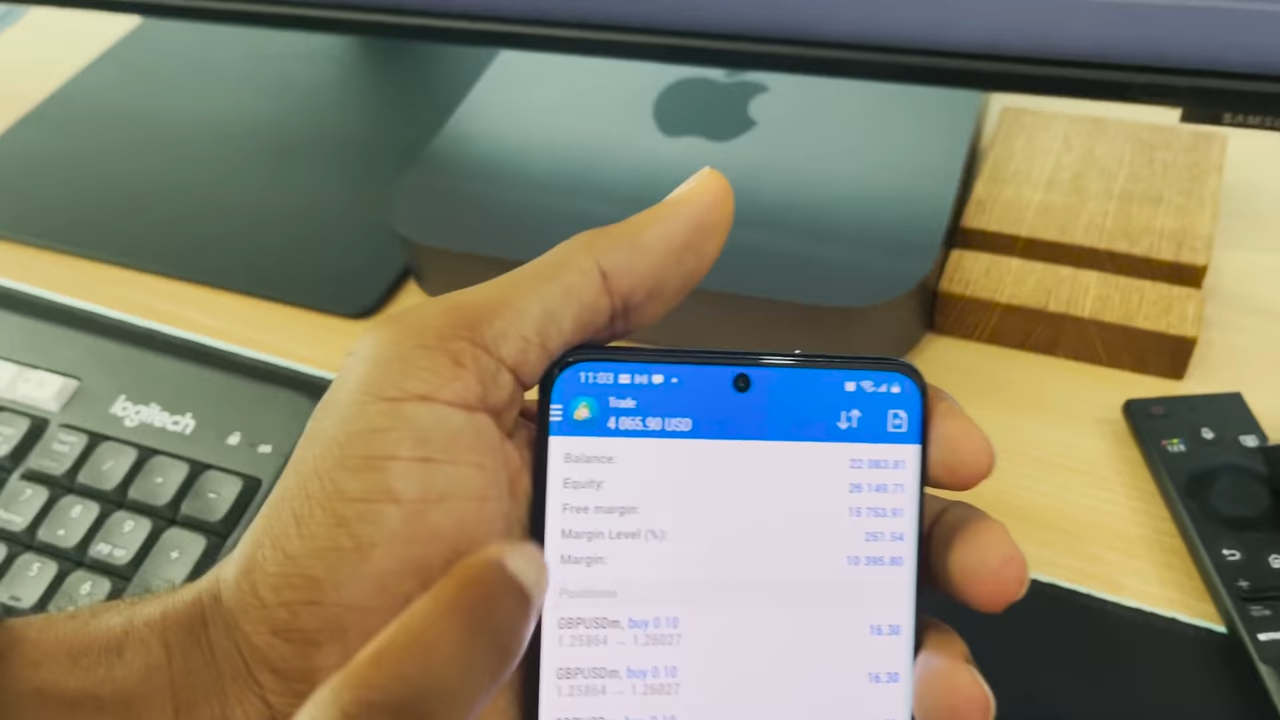 SAMS
logitech
11:03
Trade
4 065.90 USD
Balance: 22 083.81
Equity: 26 149.71
Free margin: 15 753.91
Margin Level (%): 251.54
Margin: 10 395.80
Positions
GBPUSDm, buy 0.10
1.25864 → 1.26027 16.30
GBPUSDm, buy 0.10
1.25864 → 1.26027 16.30